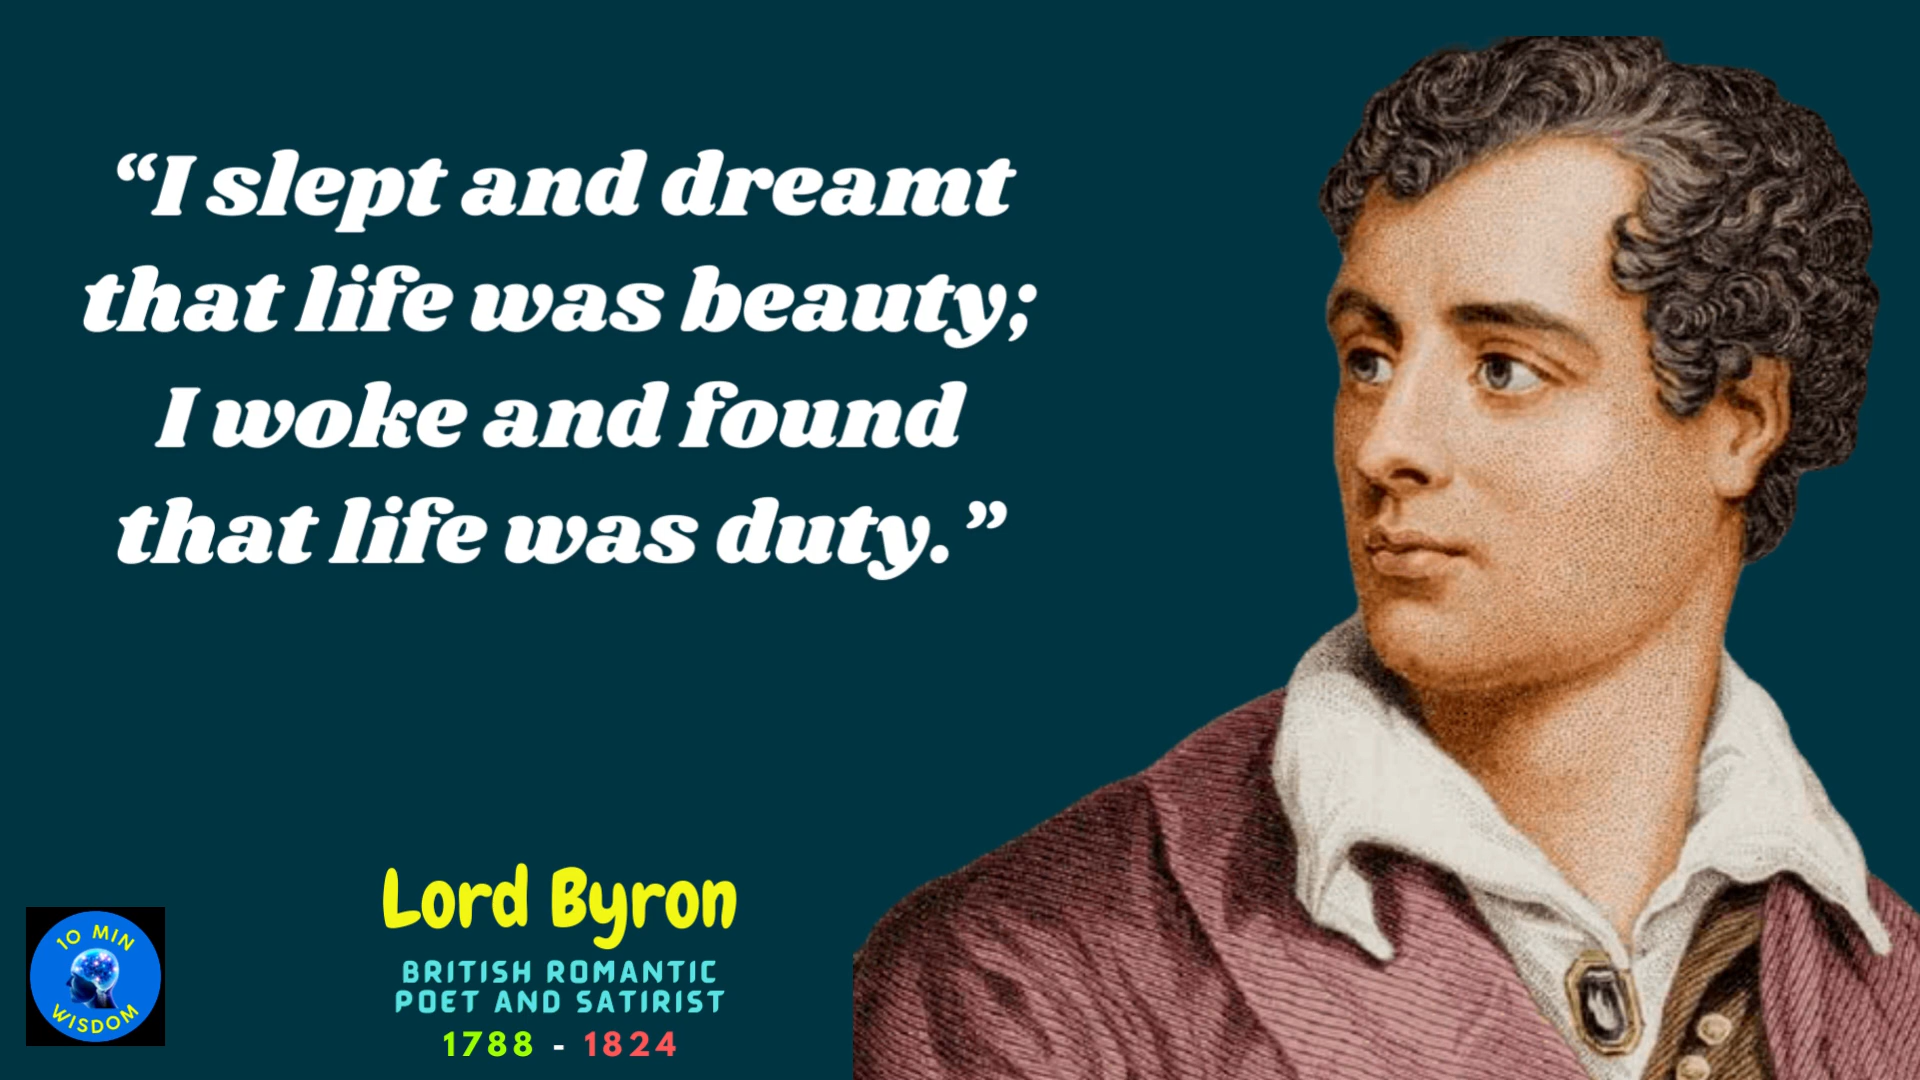 “I slept and dreamt
that life was beauty;
I woke and found
that life was duty.”
Lord Byron
BRITISH ROMANTIC
POET AND SATIRIST
1788 - 1824
10 MIN
WISDOM